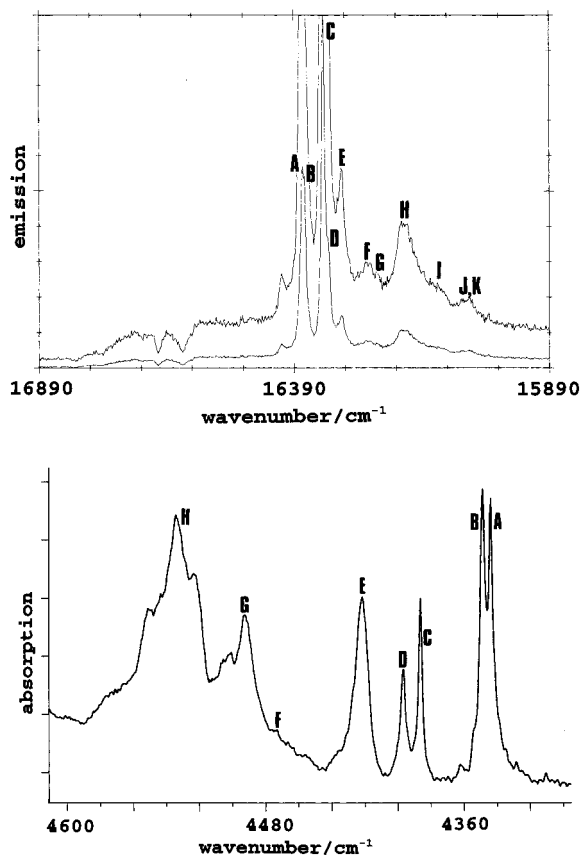 C
A
B
E
D
H
F
G
I
J,K
emission
16890
16390
15890
wavenumber/cm⁻¹
H
B
A
E
G
C
D
F
absorption
4600
4480
4360
wavenumber/cm⁻¹